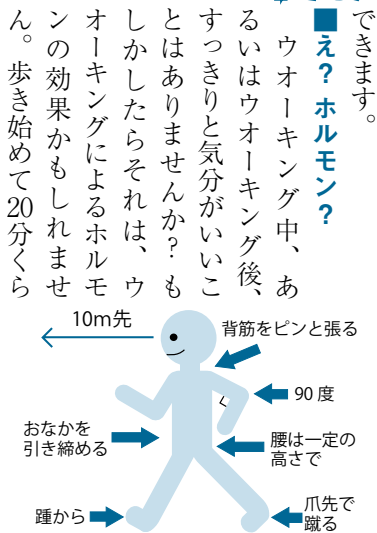 できます。
■え? ホルモン?
　ウオーキング中、あ
るいはウオーキング後、
すっきりと気分がいいこ
とはありませんか? も
しかしたらそれは、ウ
オーキングによるホルモ
ンの効果かもしれませ
ん。歩き始めて20分くら
10m先
背筋をピンと張る
90 度
おなかを
引き締める
腰は一定の
高さで
踵から
爪先で
蹴る